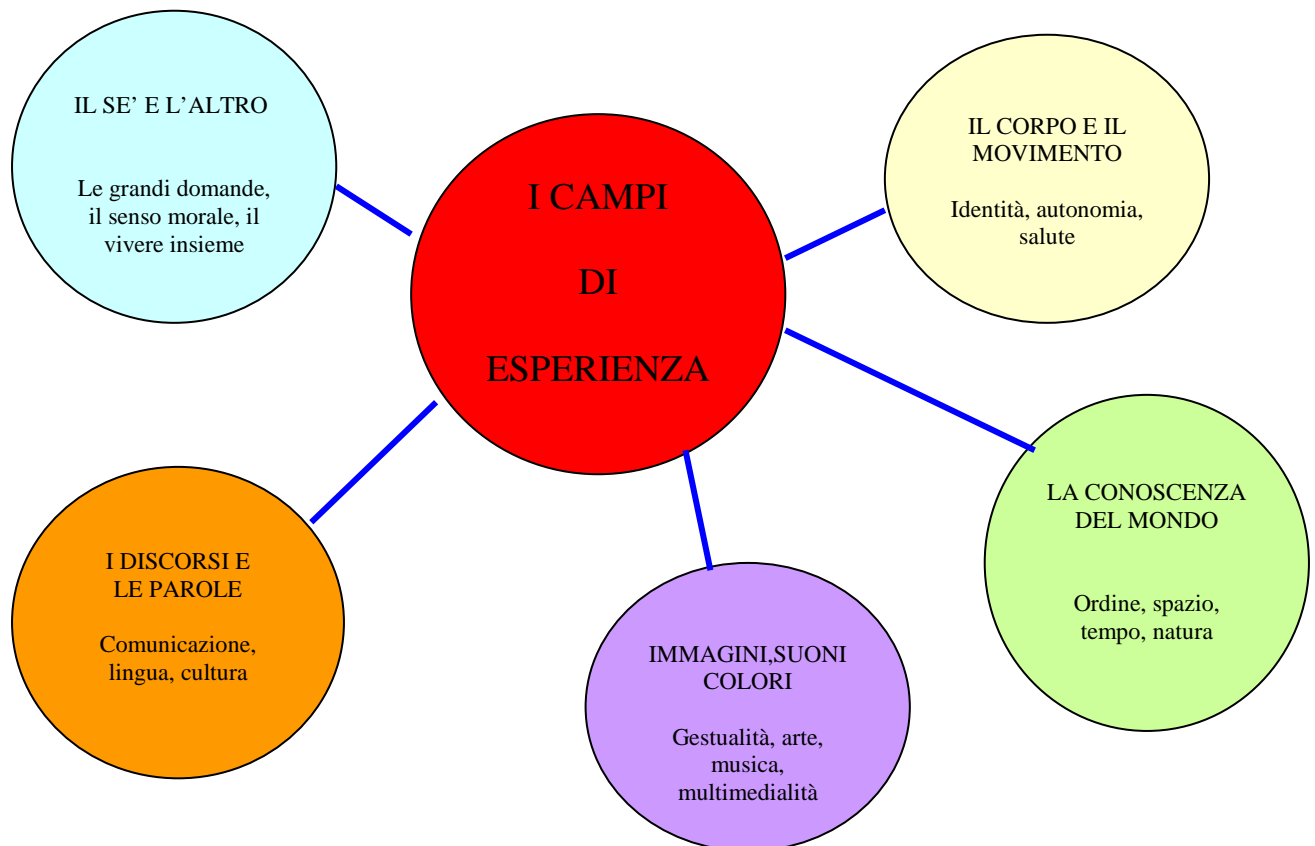 IL SE’ E L’ALTRO
Le grandi domande,
il senso morale, il
vivere insieme
I CAMPI
DI
ESPERIENZA
IL CORPO E IL
MOVIMENTO
Identità, autonomia,
salute
I DISCORSI E
LE PAROLE
Comunicazione,
lingua, cultura
IMMAGINI,SUONI
COLORI
Gestualità, arte,
musica,
multimedialità
LA CONOSCENZA
DEL MONDO
Ordine, spazio,
tempo, natura